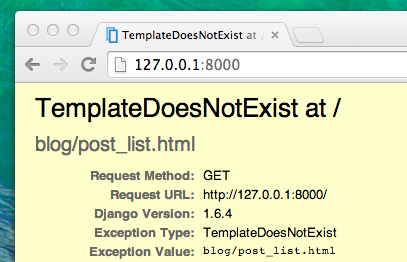 TemplateDoesNotExist at /
127.0.0.1:8000
TemplateDoesNotExist at /
blog/post_list.html
Request Method: GET
Request URL: http://127.0.0.1:8000/
Django Version: 1.6.4
Exception Type: TemplateDoesNotExist
Exception Value: blog/post_list.html